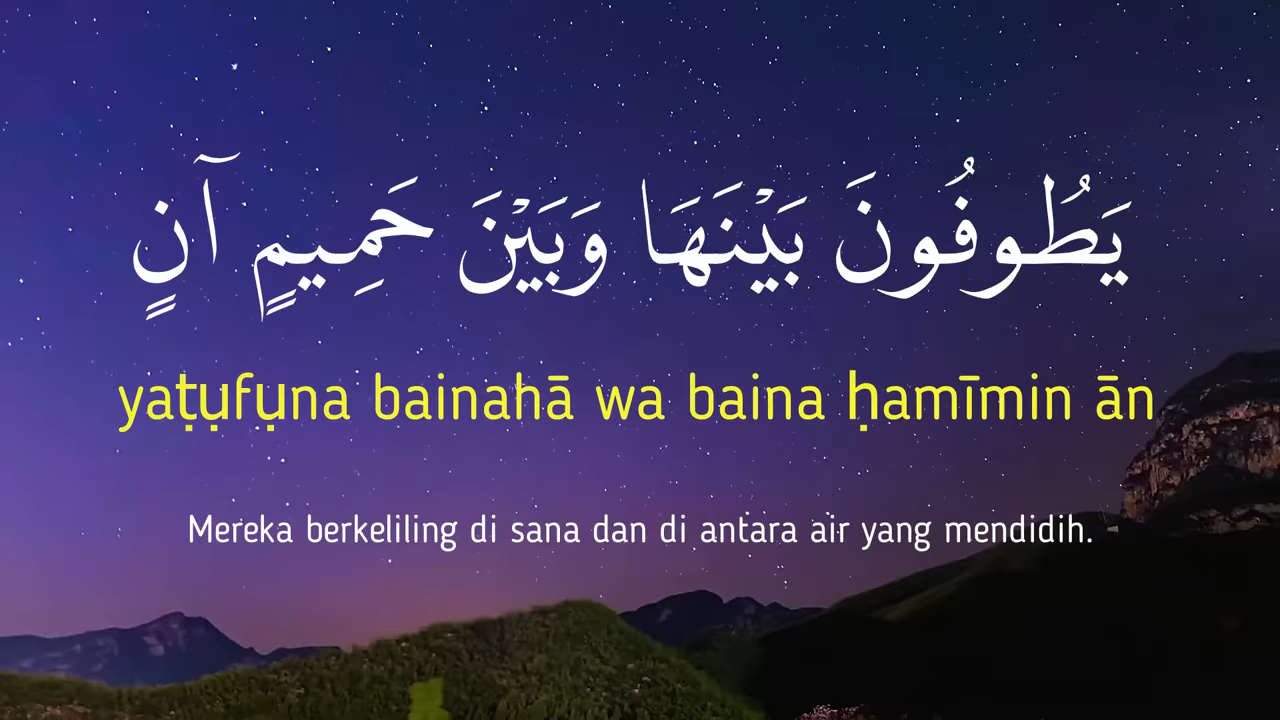 يَطُوفُونَ بَيْنَهَا وَبَيْنَ حَمِيمٍ آنٍ
yaṭụfụna bainahā wa baina ḥamīmin ān
Mereka berkeliling di sana dan di antara air yang mendidih.